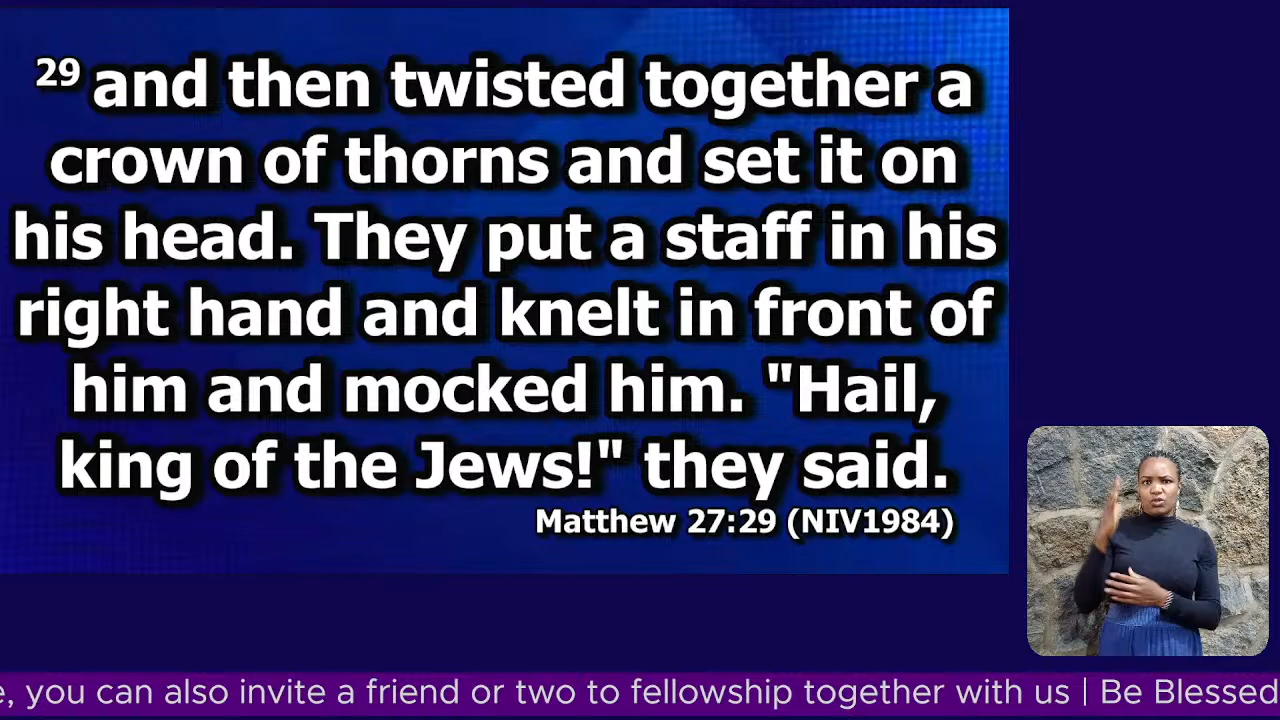 29 and then twisted together a
crown of thorns and set it on
his head. They put a staff in his
right hand and knelt in front of
him and mocked him. "Hail,
king of the Jews!" they said.
Matthew 27:29 (NIV1984)
e, you can also invite a friend or two to fellowship together with us | Be Blessed